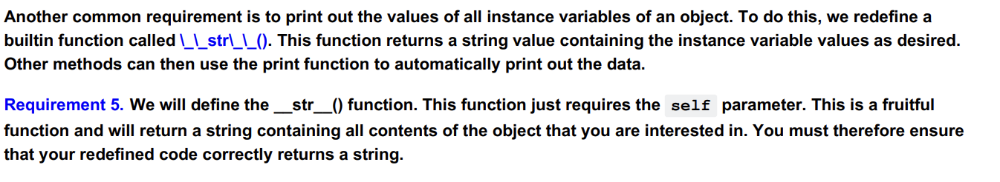 Another common requirement is to print out the values of all instance variables of an object. To do this, we redefine a
builtin function called \_\_str\_\_(). This function returns a string value containing the instance variable values as desired.
Other methods can then use the print function to automatically print out the data.
Requirement 5. We will define the __str__() function. This function just requires the self parameter. This is a fruitful
function and will return a string containing all contents of the object that you are interested in. You must therefore ensure
that your redefined code correctly returns a string.